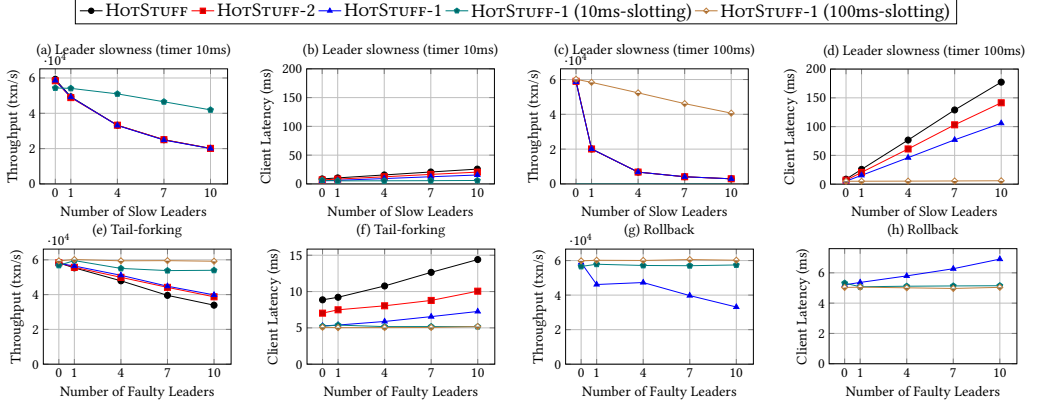 HotStuff HotStuff-2 HotStuff-1 HotStuff-1 (10ms-slotting) HotStuff-1 (100ms-slotting)
(a) Leader slowness (timer 10ms)
·10⁴
Throughput (txn/s)
6
4
2
0
0 1 4 7 10
Number of Slow Leaders
(b) Leader slowness (timer 10ms)
Client Latency (ms)
200
150
100
50
0
0 1 4 7 10
Number of Slow Leaders
(c) Leader slowness (timer 100ms)
·10⁴
Throughput (txn/s)
6
4
2
0
0 1 4 7 10
Number of Slow Leaders
(d) Leader slowness (timer 100ms)
Client Latency (ms)
200
150
100
50
0
0 1 4 7 10
Number of Slow Leaders
(e) Tail-forking
·10⁴
Throughput (txn/s)
6
4
2
0
0 1 4 7 10
Number of Faulty Leaders
(f) Tail-forking
Client Latency (ms)
15
10
5
0
0 1 4 7 10
Number of Faulty Leaders
(g) Rollback
·10⁴
Throughput (txn/s)
6
4
2
0
0 1 4 7 10
Number of Faulty Leaders
(h) Rollback
Client Latency (ms)
6
4
2
0
0 1 4 7 10
Number of Faulty Leaders